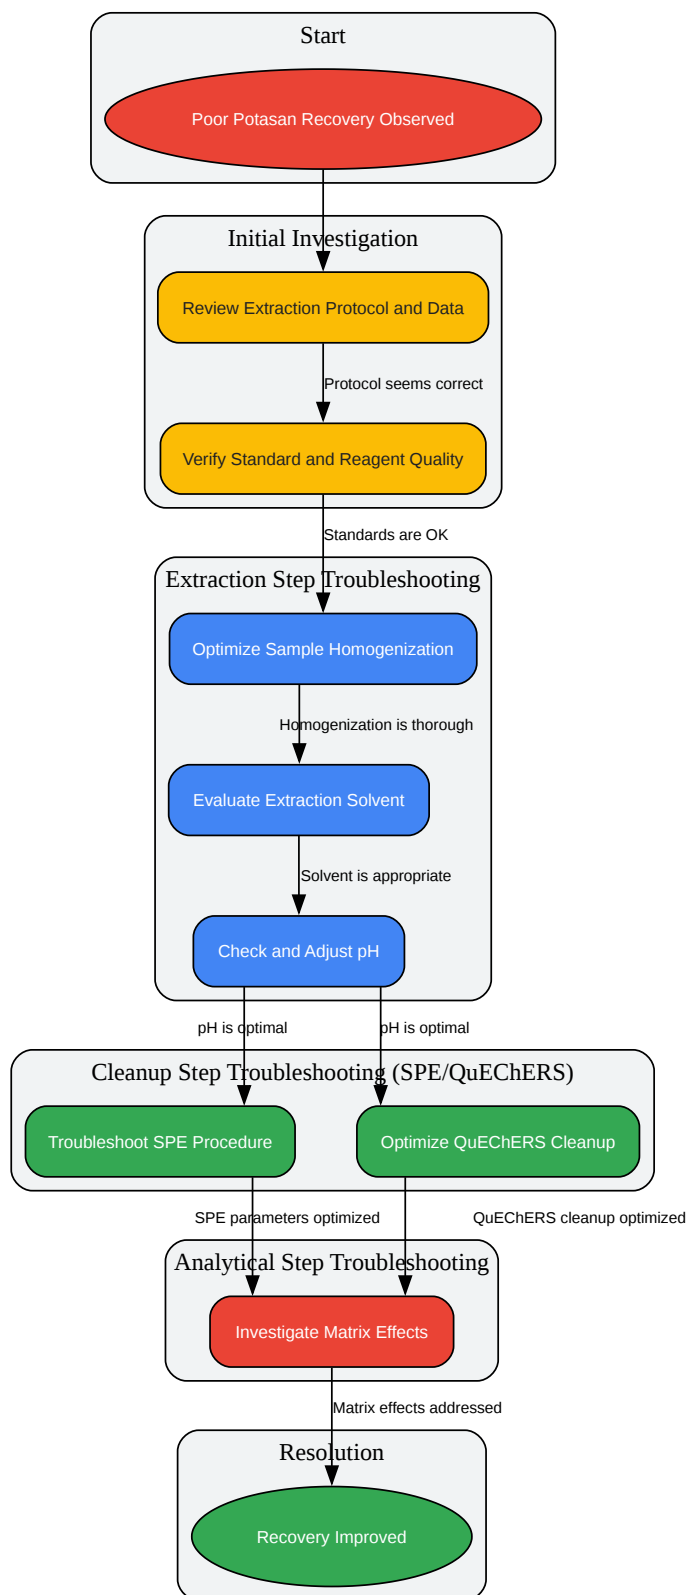 Start
Poor Potasan Recovery Observed
Initial Investigation
Review Extraction Protocol and Data
Protocol seems correct
Verify Standard and Reagent Quality
Standards are OK
Extraction Step Troubleshooting
Optimize Sample Homogenization
Homogenization is thorough
Evaluate Extraction Solvent
Solvent is appropriate
Check and Adjust pH
pH is optimal
pH is optimal
Cleanup Step Troubleshooting (SPE/QuEChERS)
Troubleshoot SPE Procedure
Optimize QuEChERS Cleanup
SPE parameters optimized
QuEChERS cleanup optimized
Analytical Step Troubleshooting
Investigate Matrix Effects
Matrix effects addressed
Resolution
Recovery Improved